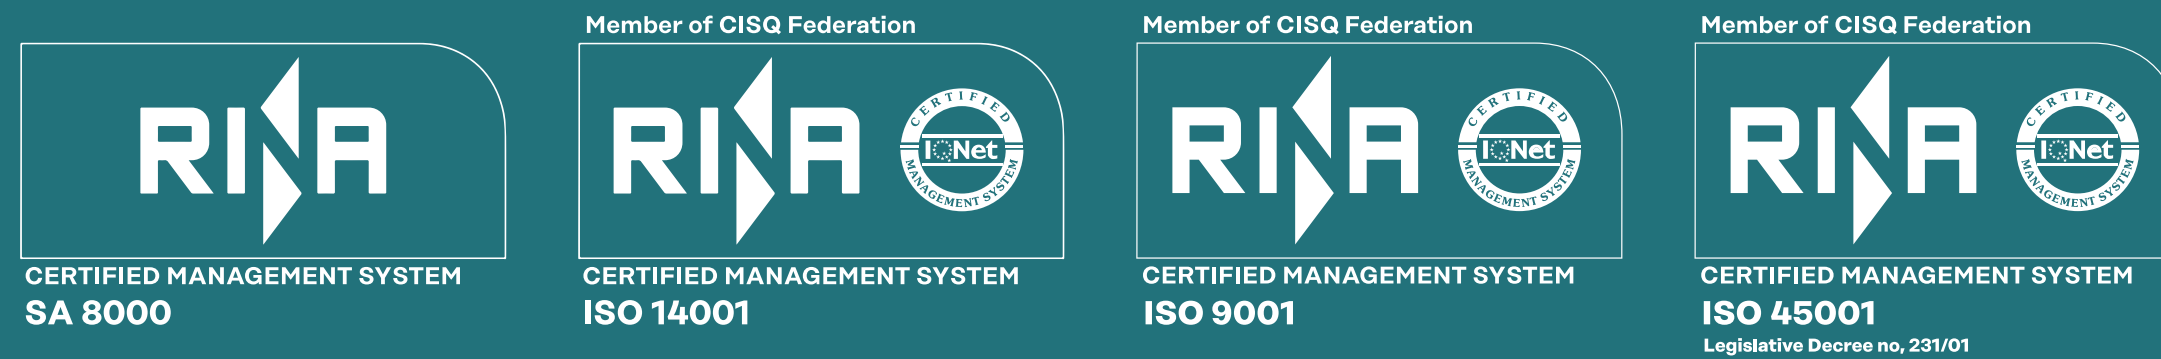 RINA
CERTIFIED MANAGEMENT SYSTEM
SA 8000
Member of CISQ Federation
RINA
CERTIFIED
IQNet
MANAGEMENT SYSTEM
CERTIFIED MANAGEMENT SYSTEM
ISO 14001
Member of CISQ Federation
RINA
CERTIFIED
IQNet
MANAGEMENT SYSTEM
CERTIFIED MANAGEMENT SYSTEM
ISO 9001
Member of CISQ Federation
RINA
CERTIFIED
IQNet
MANAGEMENT SYSTEM
CERTIFIED MANAGEMENT SYSTEM
ISO 45001
Legislative Decree no, 231/01